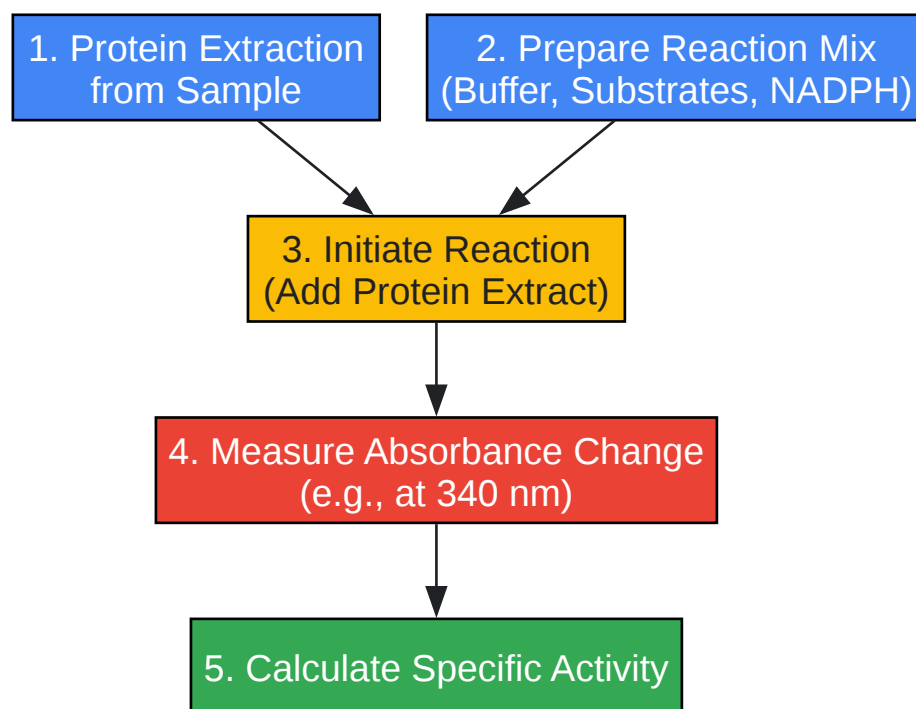 1. Protein Extraction
from Sample
2. Prepare Reaction Mix
(Buffer, Substrates, NADPH)
3. Initiate Reaction
(Add Protein Extract)
4. Measure Absorbance Change
(e.g., at 340 nm)
5. Calculate Specific Activity